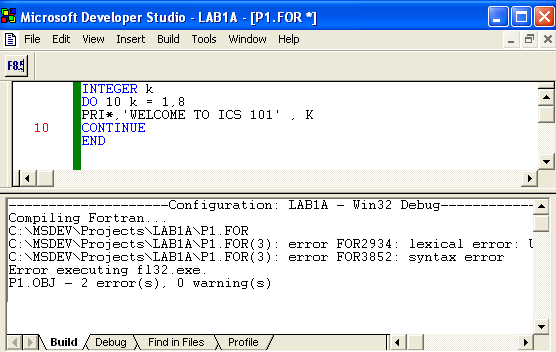 Microsoft Developer Studio - LAB1A - [P1.FOR *]
File Edit View Insert Build Tools Window Help
F8.5
INTEGER k
DO 10 k = 1,8
PRI*,'WELCOME TO ICS 101' , K
10 CONTINUE
END
--------------------Configuration: LAB1A - Win32 Debug--------------------
Compiling Fortran...
C:\MSDEV\Projects\LAB1A\P1.FOR
C:\MSDEV\Projects\LAB1A\P1.FOR(3): error FOR2934: lexical error: U
C:\MSDEV\Projects\LAB1A\P1.FOR(3): error FOR3852: syntax error
Error executing fl32.exe.
P1.OBJ - 2 error(s), 0 warning(s)
Build Debug Find in Files Profile